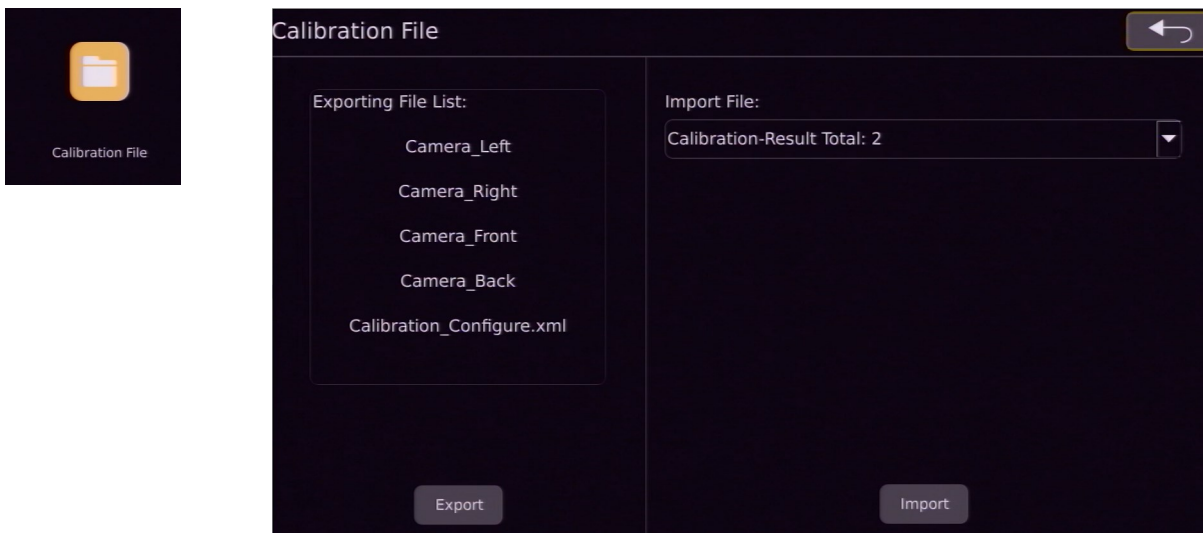 Calibration File
Calibration File
Exporting File List:
Camera_Left
Camera_Right
Camera_Front
Camera_Back
Calibration_Configure.xml
Export
Import File:
Calibration-Result Total: 2
Import